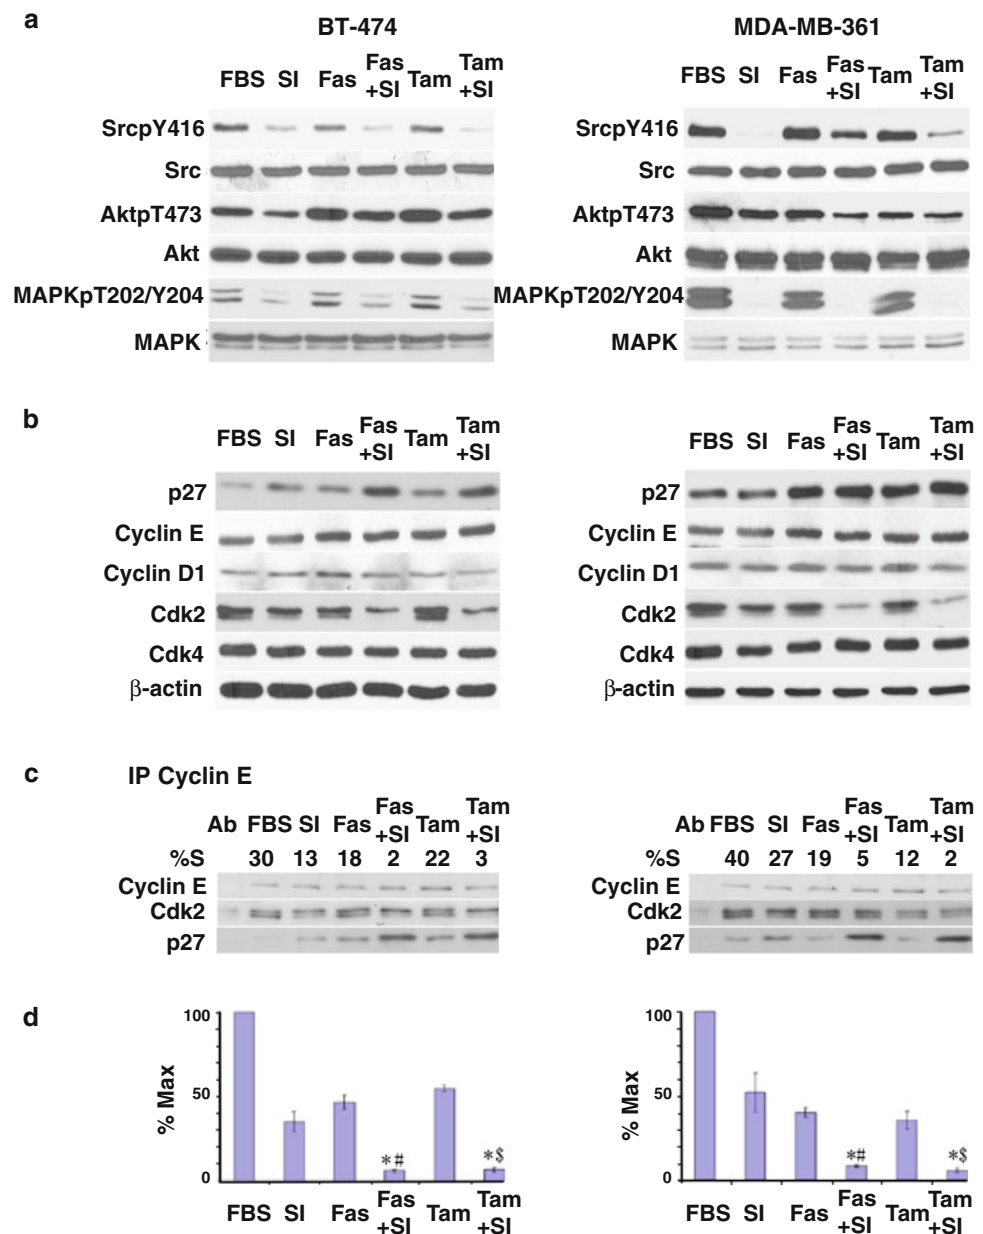 a
BT-474
FBS SI Fas Fas +SI Tam Tam +SI
SrcpY416
Src
AktpT473
Akt
MAPKpT202/Y204
MAPK
MDA-MB-361
FBS SI Fas Fas +SI Tam Tam +SI
SrcpY416
Src
AktpT473
Akt
MAPKpT202/Y204
MAPK
b
FBS SI Fas Fas +SI Tam Tam +SI
p27
Cyclin E
Cyclin D1
Cdk2
Cdk4
β-actin
FBS SI Fas Fas +SI Tam Tam +SI
p27
Cyclin E
Cyclin D1
Cdk2
Cdk4
β-actin
c
IP Cyclin E
Ab FBS SI Fas Fas +SI Tam Tam +SI
%S 30 13 18 2 22 3
Cyclin E
Cdk2
p27
Ab FBS SI Fas Fas +SI Tam Tam +SI
%S 40 27 19 5 12 2
Cyclin E
Cdk2
p27
d
% Max
100
50
0
*#
*$
FBS SI Fas Fas +SI Tam Tam +SI
% Max
100
50
0
*#
*$
FBS SI Fas Fas +SI Tam Tam +SI